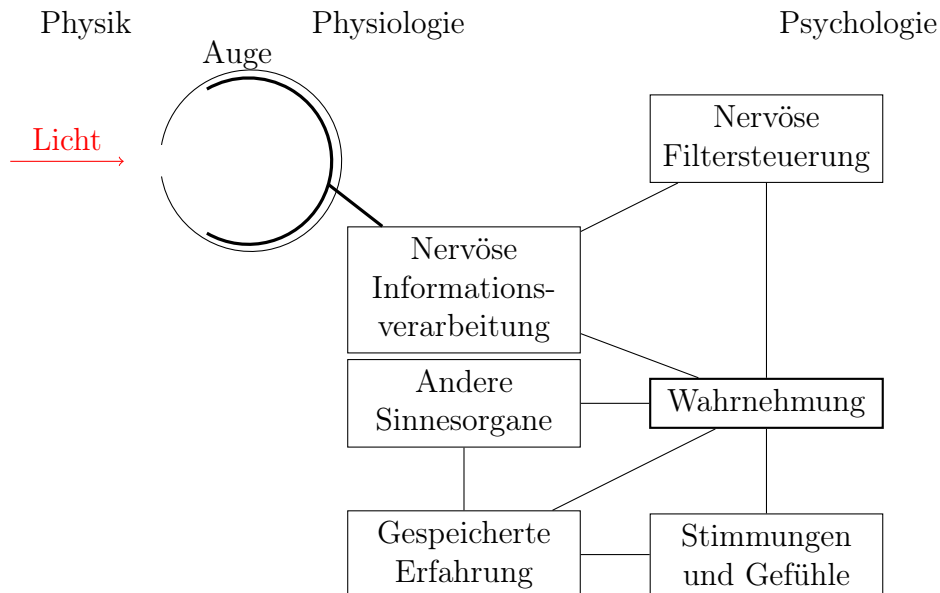 Physik
Physiologie
Psychologie
Auge
Licht
Nervöse
Filtersteuerung
Nervöse
Informations-
verarbeitung
Andere
Sinnesorgane
Wahrnehmung
Gespeicherte
Erfahrung
Stimmungen
und Gefühle